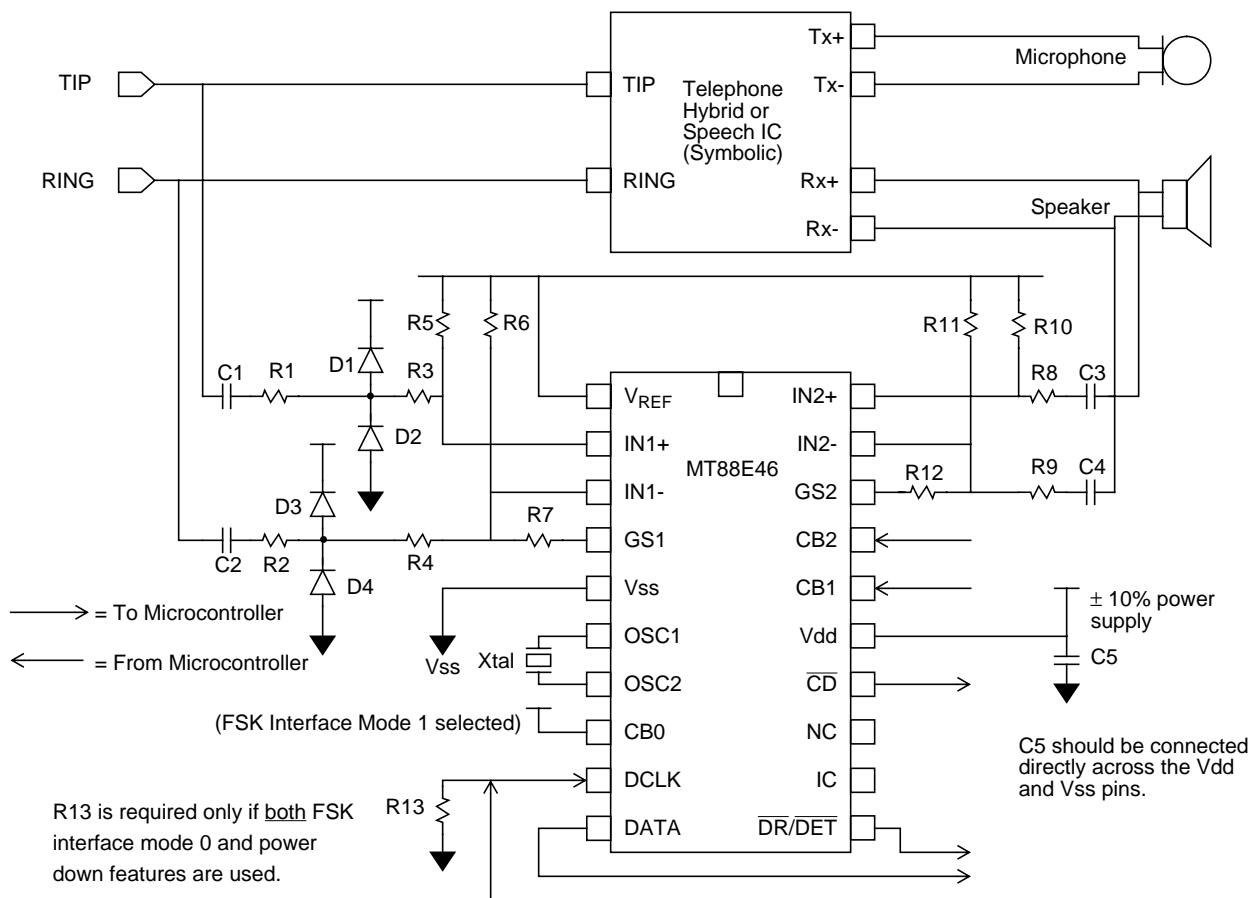 Tx+
Microphone
TIP
TIP
Telephone
Hybrid or
Speech IC
(Symbolic)
Tx-
RING
RING
Rx+
Speaker
Rx-
R5
R6
R11
R10
D1
C1
R1
R3
R8
C3
VREF
IN2+
D2
IN1+
IN2-
MT88E46
D3
IN1-
R12
GS2
R9
C4
R7
C2
R2
R4
GS1
CB2
D4
Vss
CB1
= To Microcontroller
± 10% power
supply
Vss
Xtal
OSC1
Vdd
C5
= From Microcontroller
OSC2
CD
(FSK Interface Mode 1 selected)
CB0
NC
C5 should be connected
directly across the Vdd
and Vss pins.
DCLK
IC
R13
R13 is required only if both FSK
interface mode 0 and power
down features are used.
DATA
DR/DET